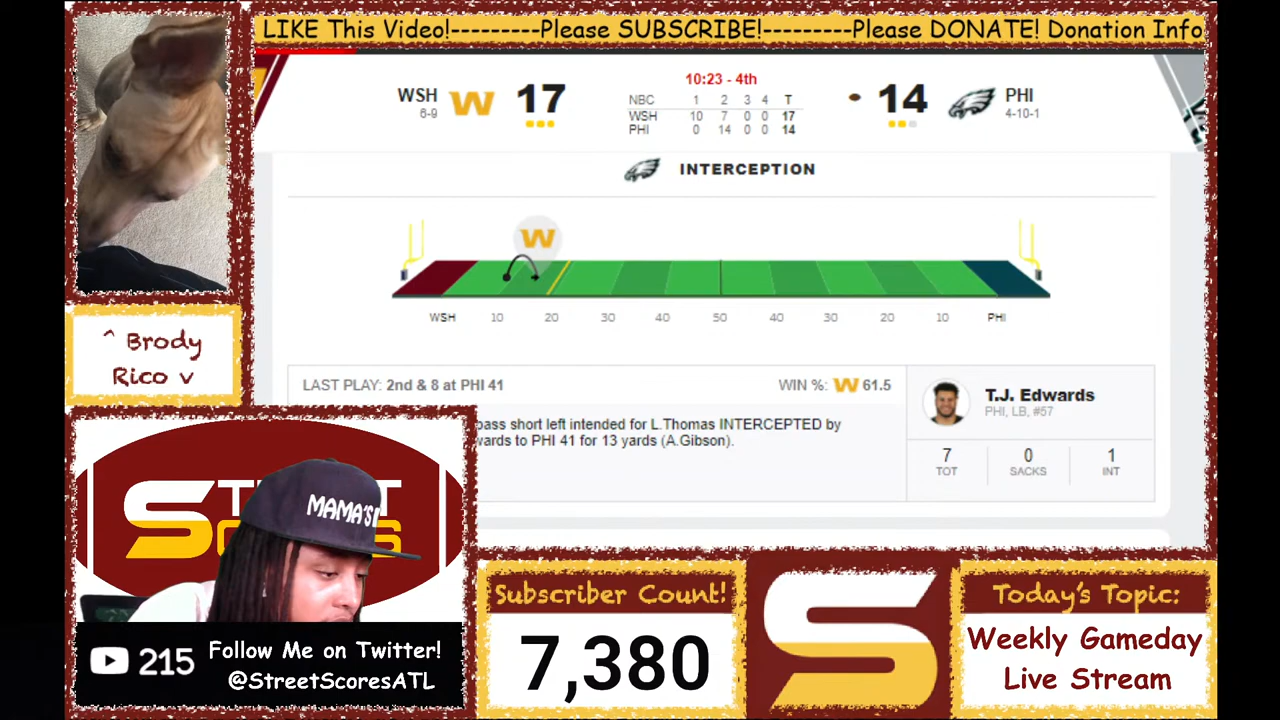 LIKE This Video!---------Please SUBSCRIBE!---------Please DONATE! Donation Info
WSH
6-9
W
17
10:23 - 4th
NBC 1 2 3 4 T
WSH 10 7 0 0 17
PHI 0 14 0 0 14
14
PHI
4-10-1
INTERCEPTION
W
WSH 10 20 30 40 50 40 30 20 10 PHI
LAST PLAY: 2nd & 8 at PHI 41
WIN %: W 61.5
pass short left intended for L.Thomas INTERCEPTED by
wards to PHI 41 for 13 yards (A.Gibson).
T.J. Edwards
PHI, LB, #57
7 0 1
TOT SACKS INT
^ Brody
Rico v
MAMA'S
215
Follow Me on Twitter!
@StreetScoresATL
Subscriber Count!
7,380
S
Today's Topic:
Weekly Gameday
Live Stream